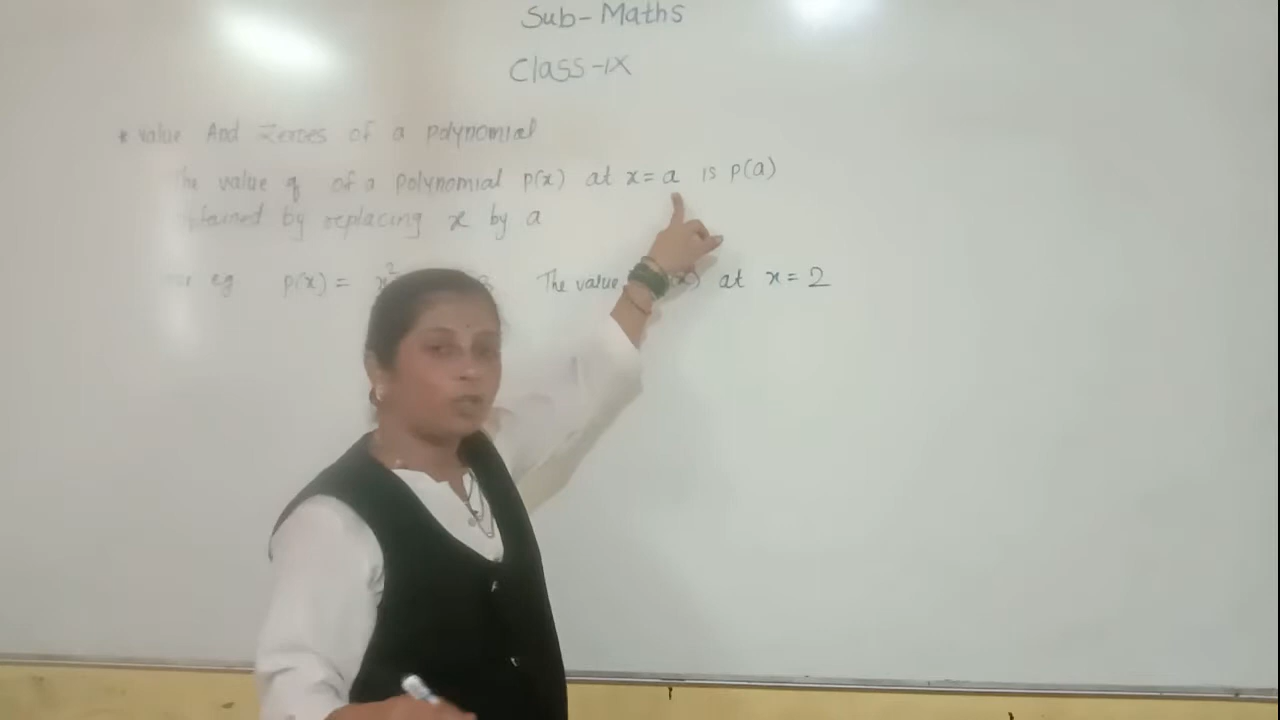 Sub-Maths
Class-IX
* Value And Zeroes of a polynomial
The value of of a polynomial p(x) at x=a is p(a)
by replacing x by a
eg p(x) = x² The value at x=2